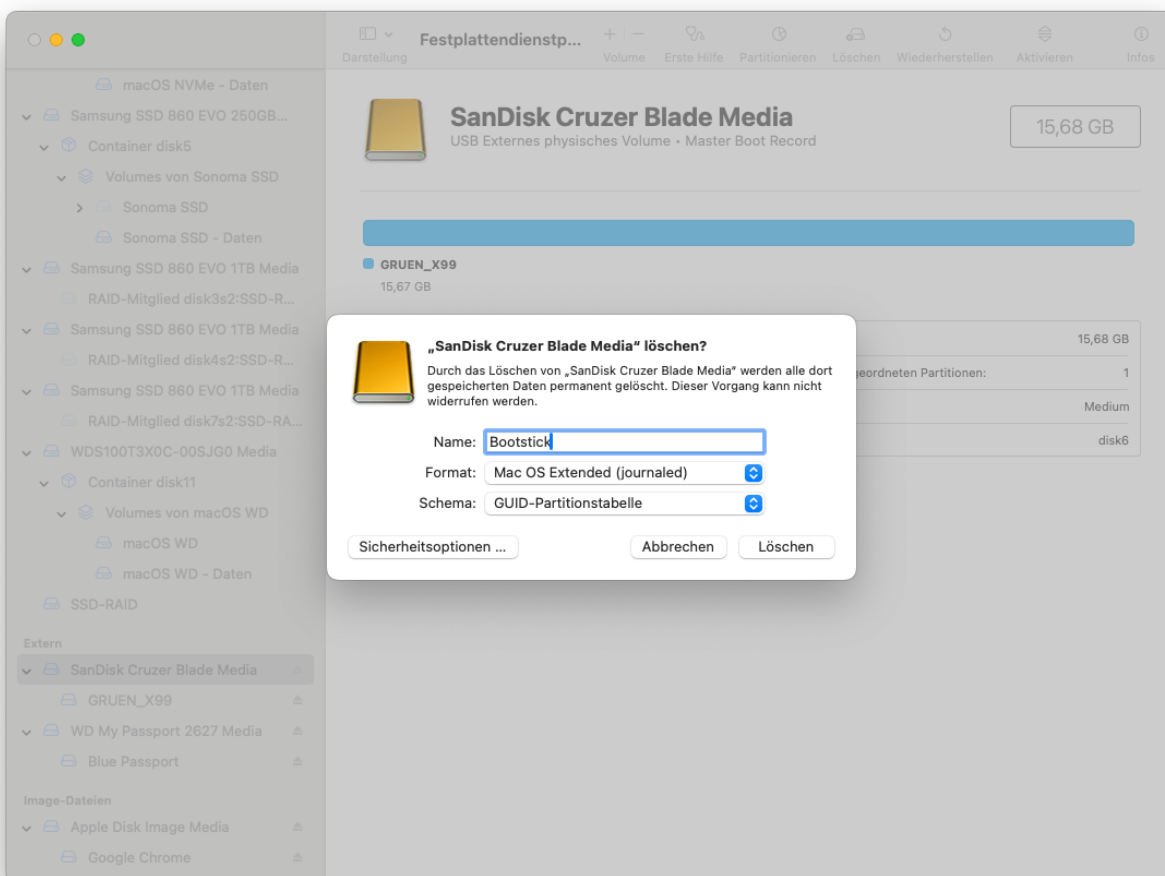 Festplattendienstp...
Darstellung
Volume
Erste Hilfe
Partitionieren
Löschen
Wiederherstellen
Aktivieren
Infos
macOS NVMe - Daten
Samsung SSD 860 EVO 250GB...
Container disk5
Volumes von Sonoma SSD
Sonoma SSD
Sonoma SSD - Daten
Samsung SSD 860 EVO 1TB Media
RAID-Mitglied disk3s2:SSD-R...
Samsung SSD 860 EVO 1TB Media
RAID-Mitglied disk4s2:SSD-R...
Samsung SSD 860 EVO 1TB Media
RAID-Mitglied disk7s2:SSD-RA...
WDS100T3X0C-00SJG0 Media
Container disk11
Volumes von macOS WD
macOS WD
macOS WD - Daten
SSD-RAID
Extern
SanDisk Cruzer Blade Media
GRUEN_X99
WD My Passport 2627 Media
Blue Passport
Image-Dateien
Apple Disk Image Media
Google Chrome
SanDisk Cruzer Blade Media
USB Externes physisches Volume • Master Boot Record
15,68 GB
GRUEN_X99
15,67 GB
15,68 GB
geordneten Partitionen:
1
Medium
disk6
„SanDisk Cruzer Blade Media“ löschen?
Durch das Löschen von „SanDisk Cruzer Blade Media“ werden alle dort
gespeicherten Daten permanent gelöscht. Dieser Vorgang kann nicht
widerrufen werden.
Name: Bootstick
Format: Mac OS Extended (journaled)
Schema: GUID-Partitionstabelle
Sicherheitsoptionen ...
Abbrechen
Löschen